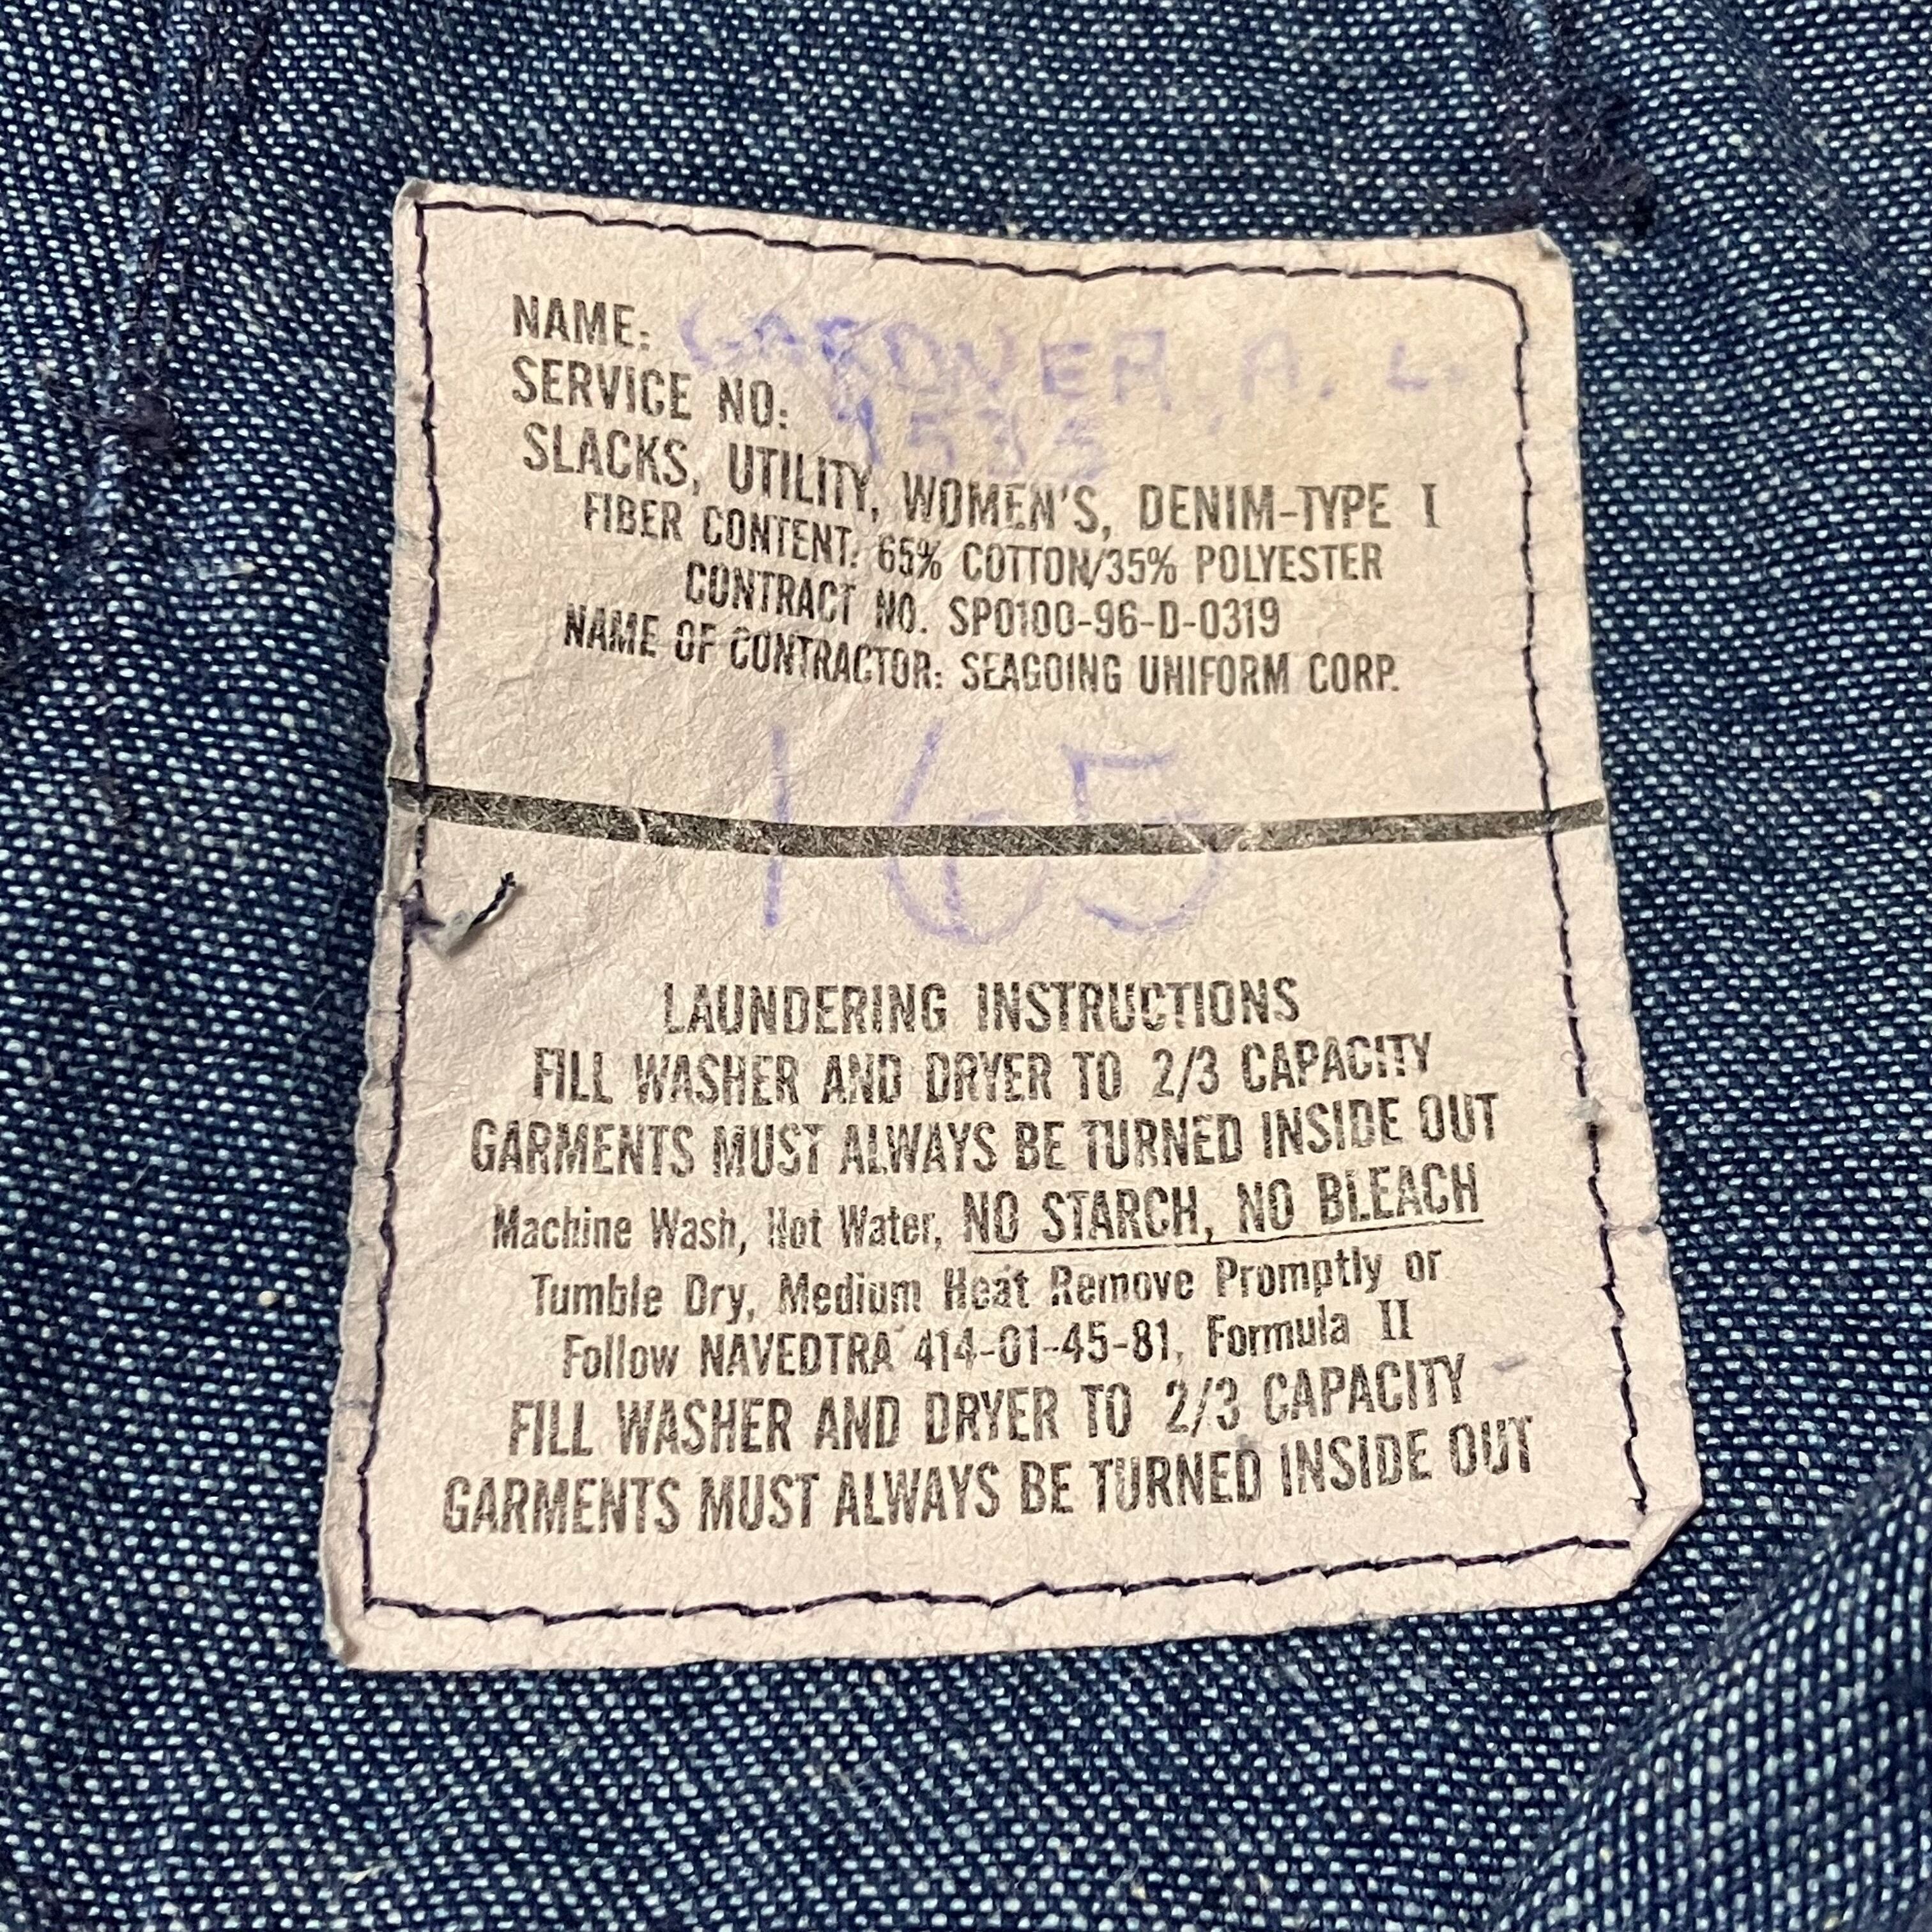 NAME: GARDNER, A. L.
SERVICE NO: 1535
SLACKS, UTILITY, WOMEN'S, DENIM-TYPE I
FIBER CONTENT: 65% COTTON/35% POLYESTER
CONTRACT NO. SP0100-96-D-0319
NAME OF CONTRACTOR: SEAGOING UNIFORM CORP.
165
LAUNDERING INSTRUCTIONS
FILL WASHER AND DRYER TO 2/3 CAPACITY
GARMENTS MUST ALWAYS BE TURNED INSIDE OUT
Machine Wash, Hot Water, NO STARCH, NO BLEACH
Tumble Dry, Medium Heat Remove Promptly or
Follow NAVEDTRA 414-01-45-81, Formula II
FILL WASHER AND DRYER TO 2/3 CAPACITY
GARMENTS MUST ALWAYS BE TURNED INSIDE OUT